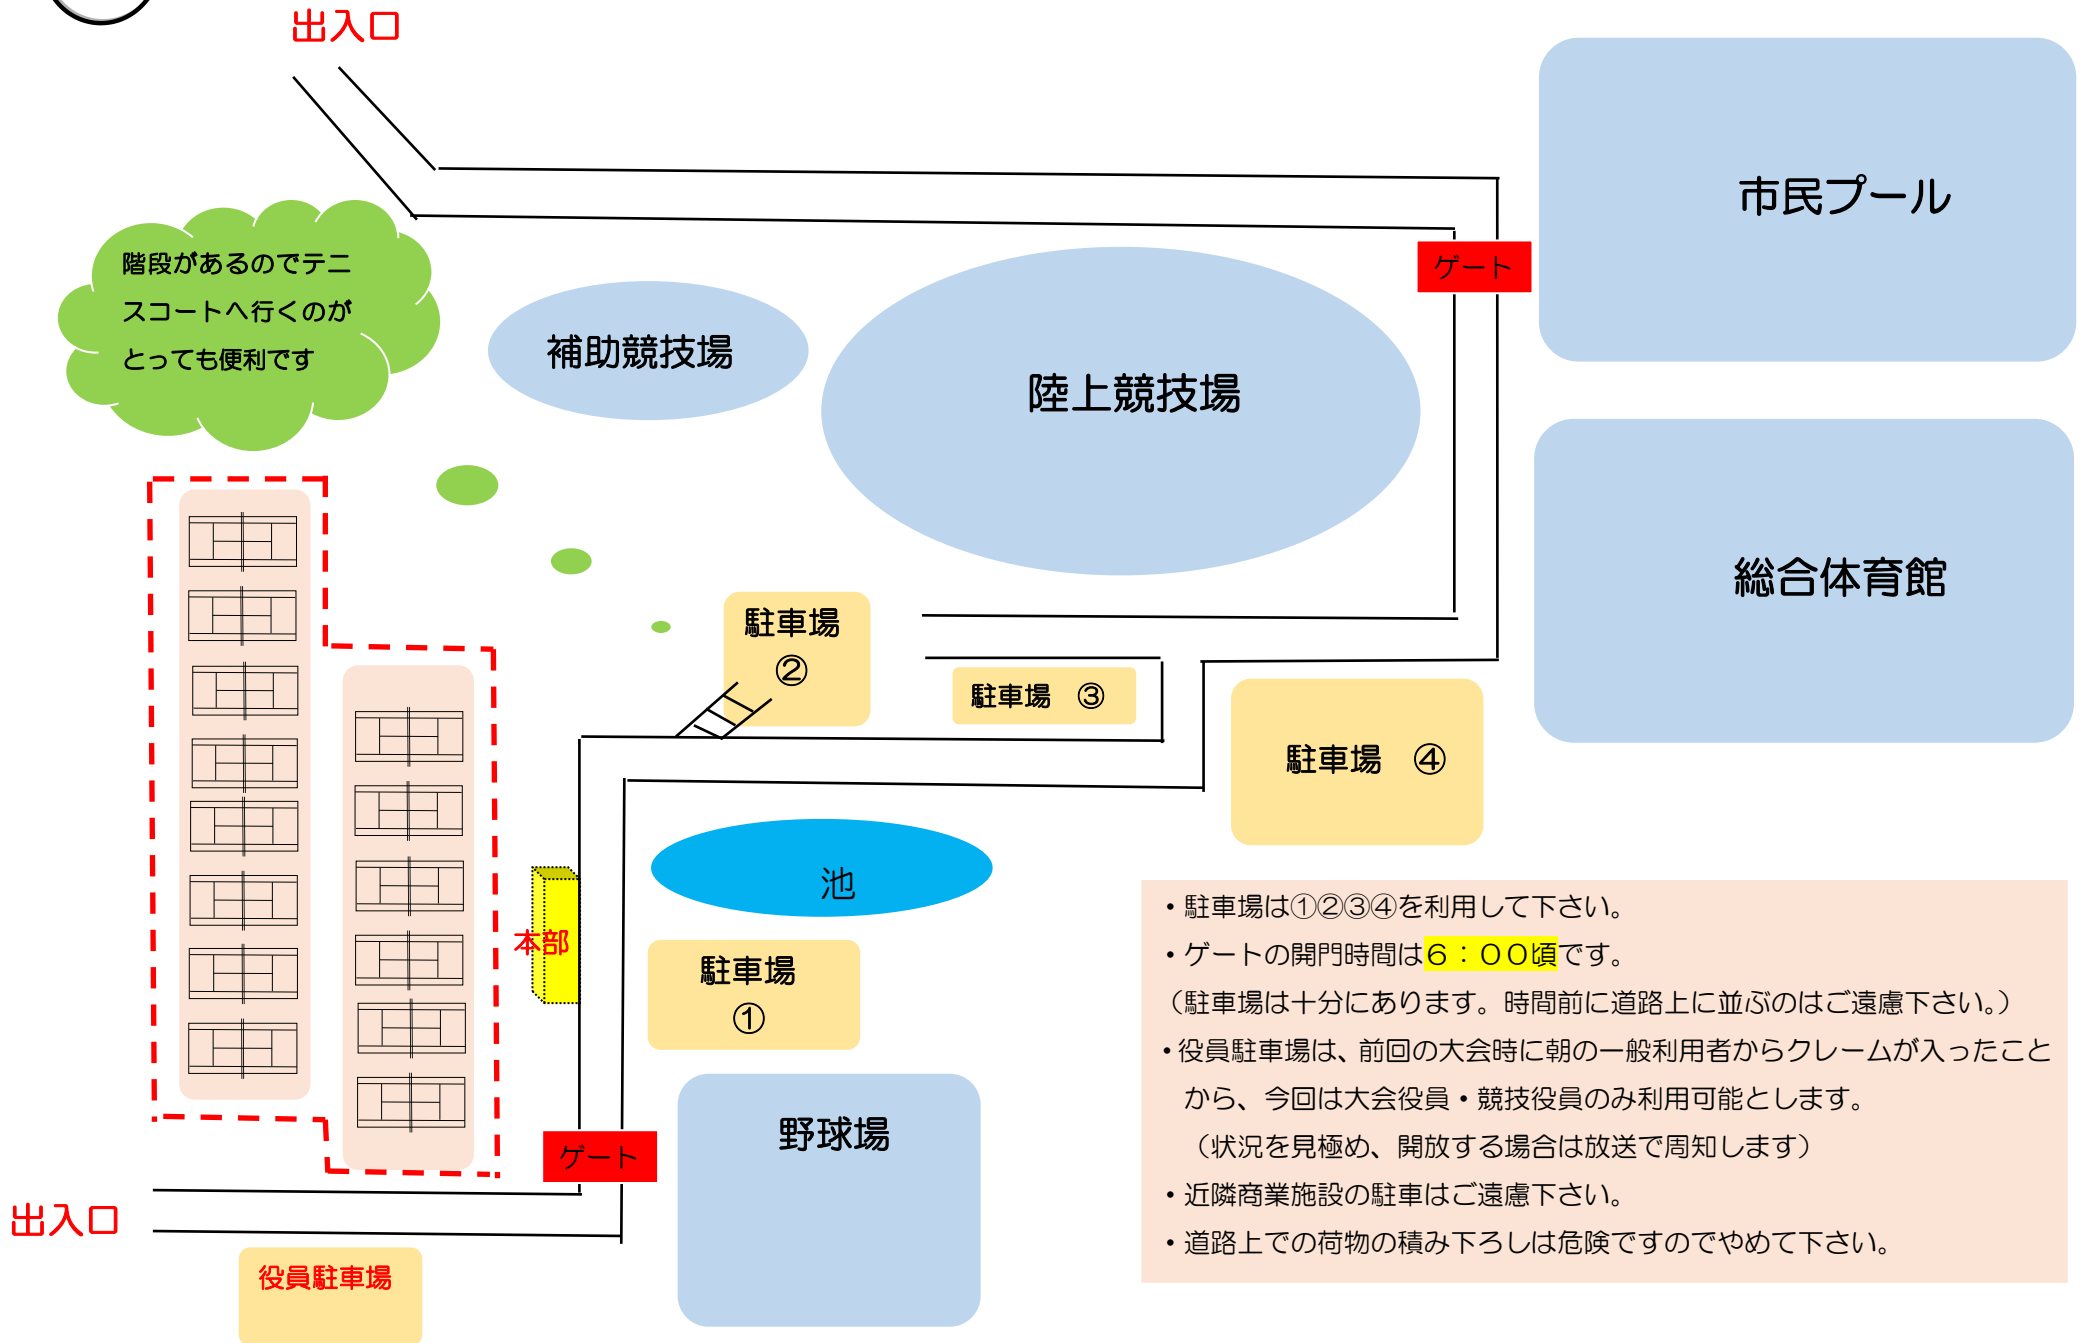 出入口
市民プール
ゲート
階段があるのでテニ
スコートへ行くのが
とっても便利です
補助競技場
陸上競技場
総合体育館
駐車場
②
駐車場　③
駐車場　④
池
本部
駐車場
①
野球場
ゲート
出入口
役員駐車場
・駐車場は①②③④を利用して下さい。
・ゲートの開門時間は６：００頃です。
（駐車場は十分にあります。時間前に道路上に並ぶのはご遠慮下さい。）
・役員駐車場は、前回の大会時に朝の一般利用者からクレームが入ったこと
から、今回は大会役員・競技役員のみ利用可能とします。
（状況を見極め、開放する場合は放送で周知します）
・近隣商業施設の駐車はご遠慮下さい。
・道路上での荷物の積み下ろしは危険ですのでやめて下さい。